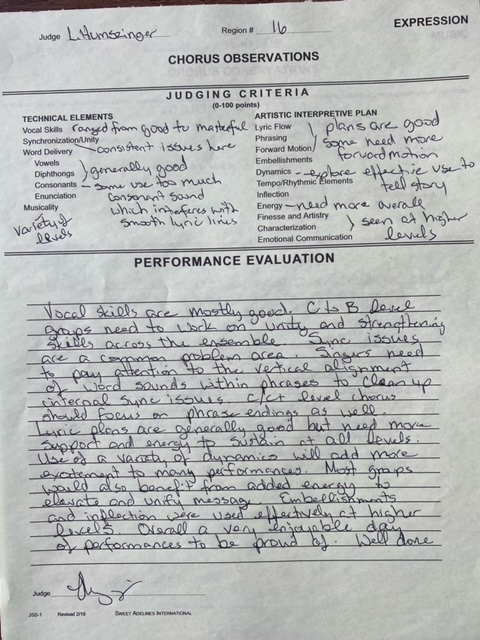 EXPRESSION
Judge L. Humseinger Region # 16
CHORUS OBSERVATIONS
JUDGING CRITERIA
(0-100 points)
TECHNICAL ELEMENTS
Vocal Skills ranged from good to masterful
Synchronization/Unity
Word Delivery - consistent issues here
Vowels
Diphthongs ) generally good
Consonants - some use too much
Enunciation consonant sound
Musicality which interferes with
smooth lyric lines
Variety of
levels
ARTISTIC INTERPRETIVE PLAN
Lyric Flow
Phrasing
Forward Motion
plans are good
some need more
forward motion
Embellishments
Dynamics - explore effective use to
Tempo/Rhythmic Elements tell story
Inflection
Energy - need more overall
Finesse and Artistry
Characterization ) seen at higher
Emotional Communication levels
PERFORMANCE EVALUATION
Vocal skills are mostly good. C to B level
groups need to work on unity and strengthening
skills across the ensemble. Sync issues
are a common problem area. Singers need
to pay attention to the vertical alignment
of word sounds within phrases to clean up
internal sync issues. C/C+ level chorus
should focus on phrase endings as well.
Lyric plans are generally good but need more
support and energy to sustain at all levels.
Use of a variety of dynamics will add more
excitement to many performances. Most groups
would also benefit from added energy to
elevate and unify message. Embellishments
and inflection were used effectively at higher
levels. Overall a very enjoyable day
of performances to be proud of. Well done
Judge
JSS-1 Revised 2/19 SWEET ADELINES INTERNATIONAL